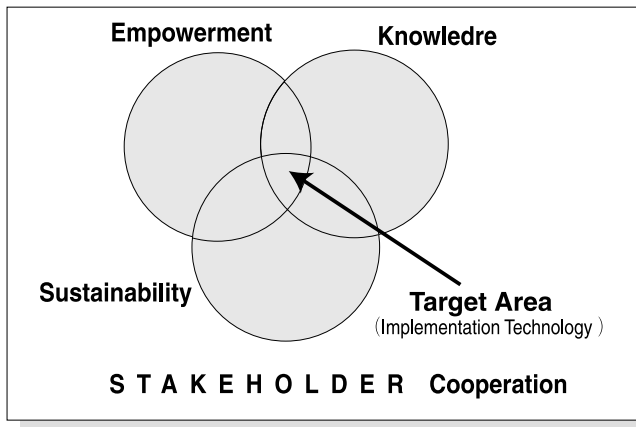 Empowerment
Knowledre
Sustainability
Target Area
(Implementation Technology )
S T A K E H O L D E R Cooperation